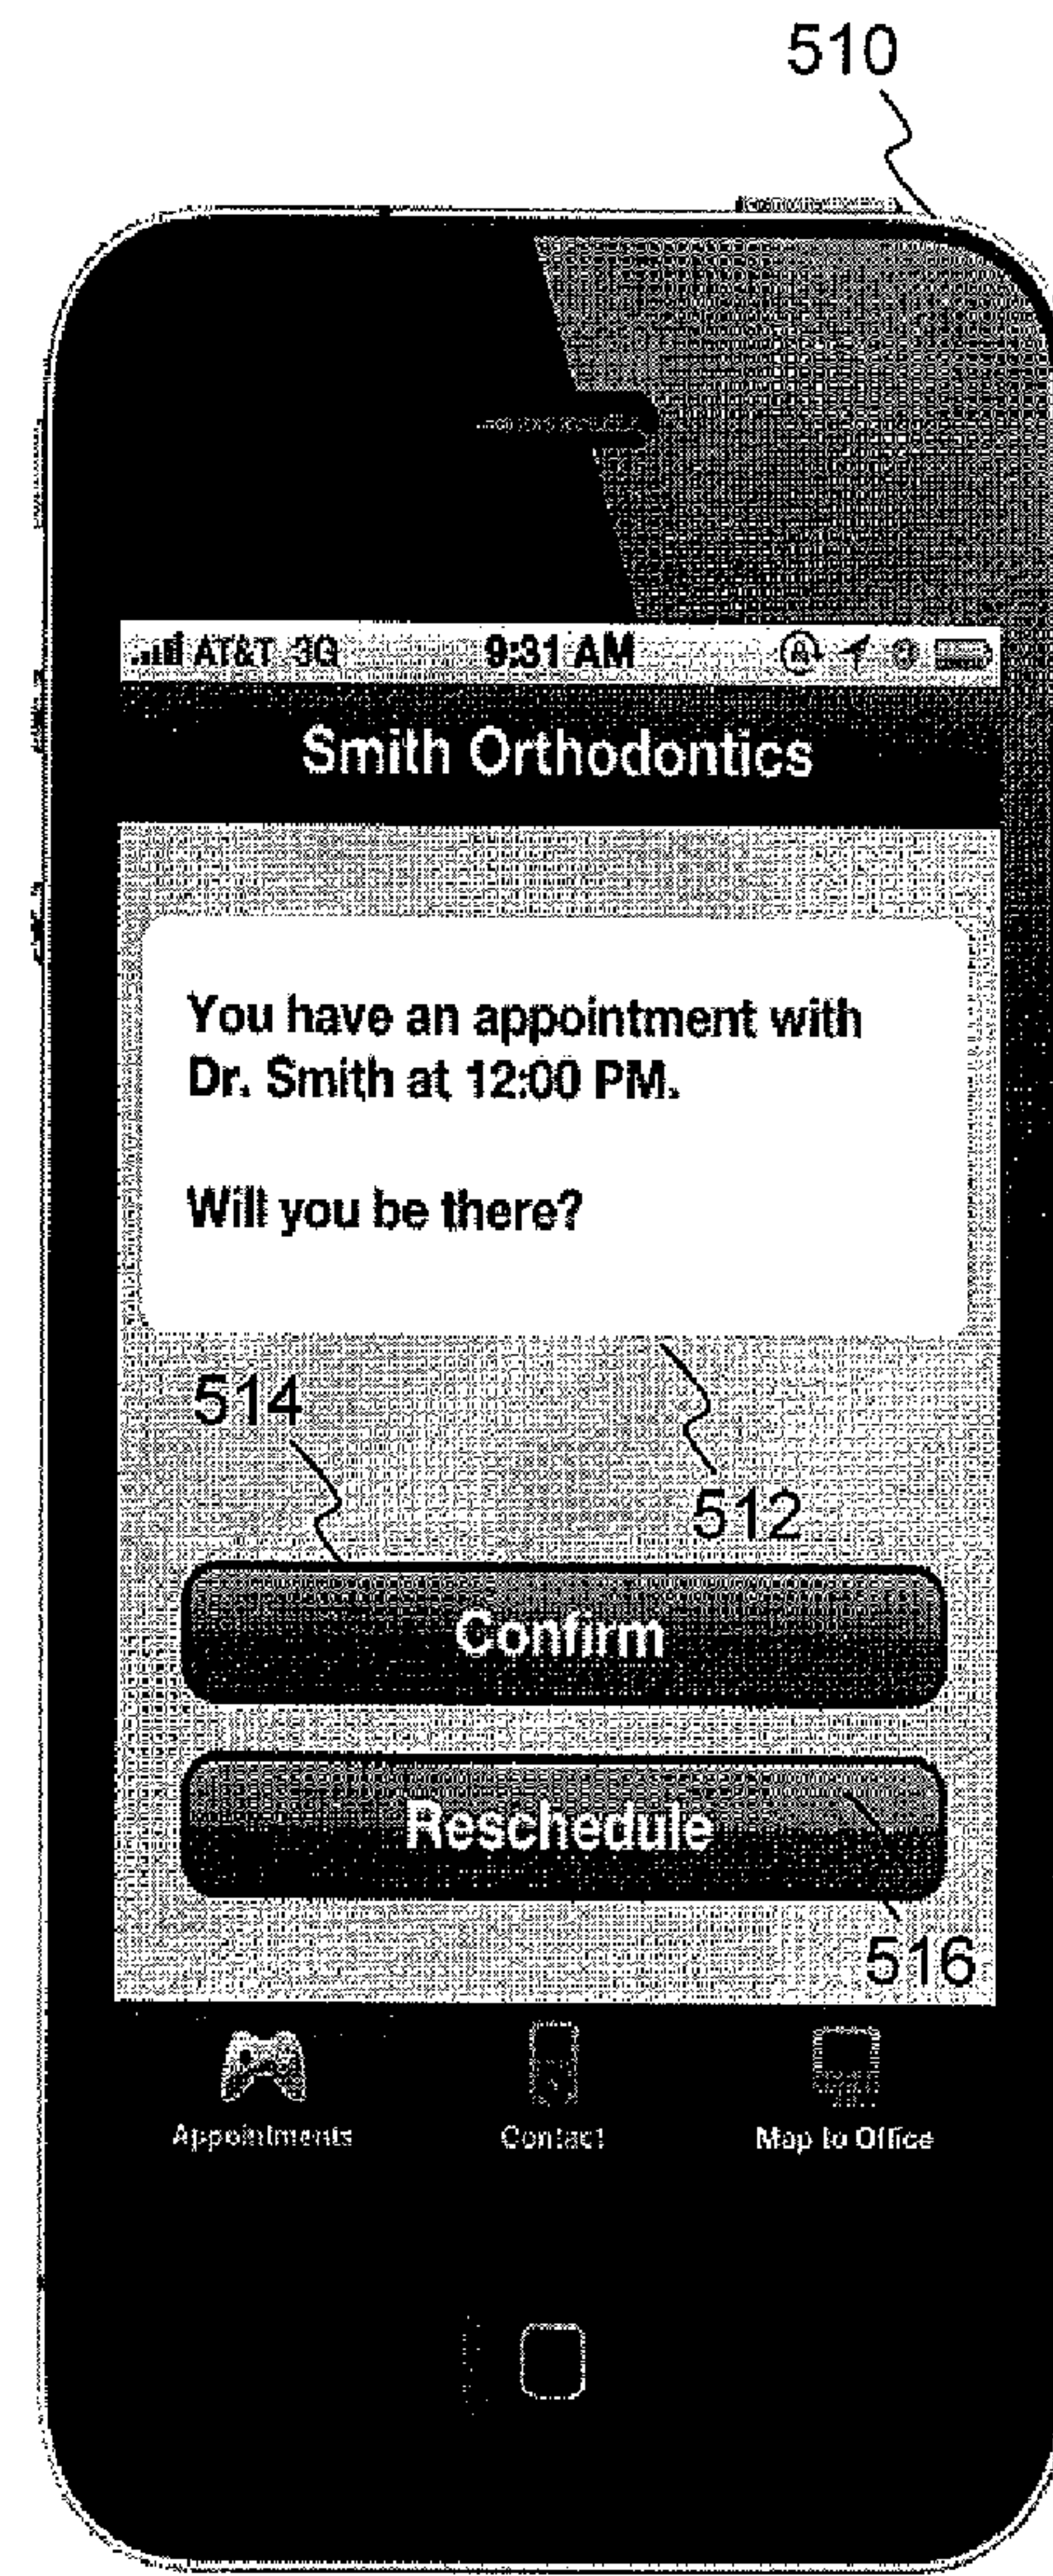 510
AT&T 3G 9:31 AM
Smith Orthodontics
You have an appointment with
Dr. Smith at 12:00 PM.
Will you be there?
514
512
Confirm
Reschedule
516
Appointments Contact Map to Office